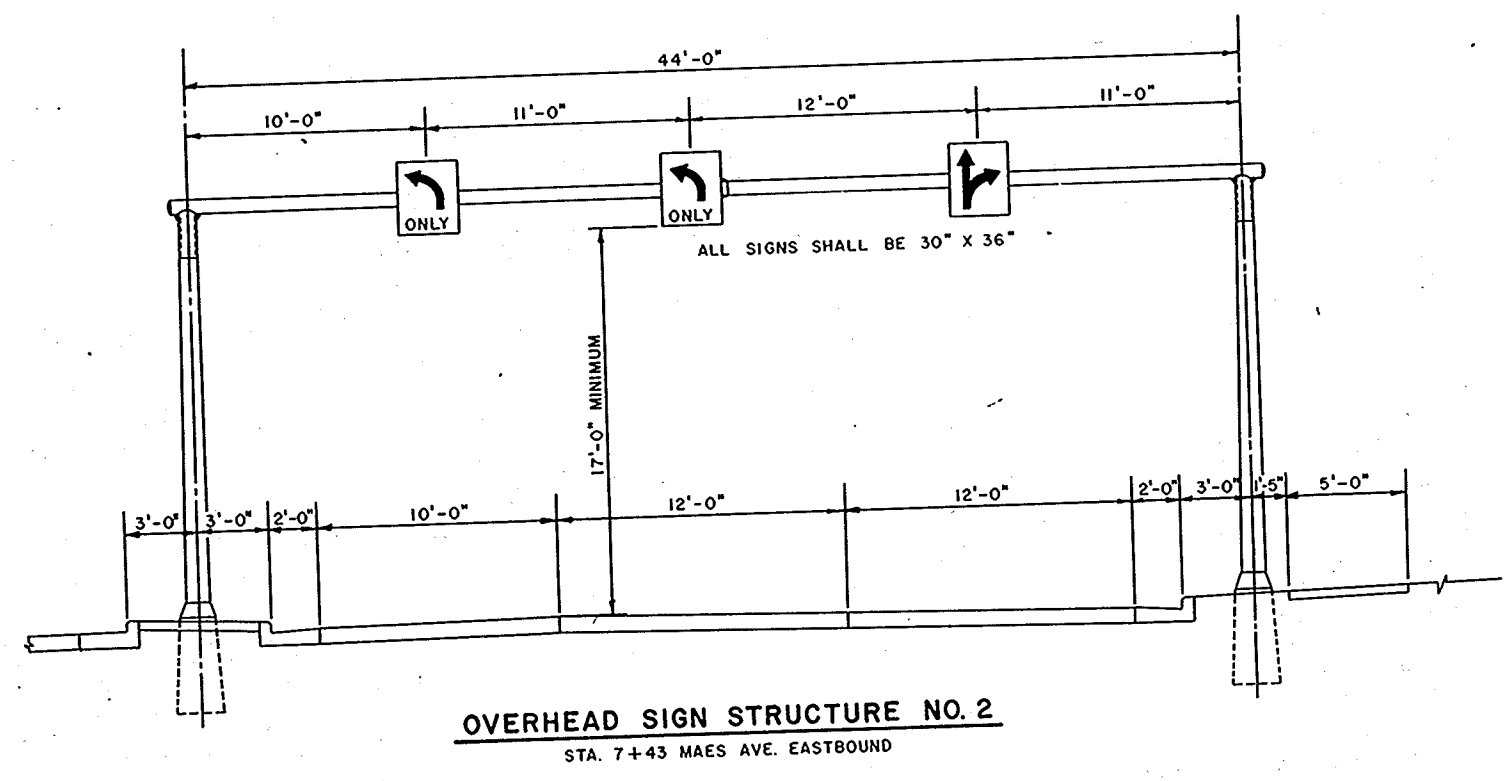 44'-0"
10'-0"
11'-0"
12'-0"
11'-0"
ONLY
ONLY
ALL SIGNS SHALL BE 30" X 36"
17'-0" MINIMUM
3'-0"
3'-0"
2'-0"
10'-0"
12'-0"
12'-0"
2'-0"
3'-0"
1'-5"
5'-0"
OVERHEAD SIGN STRUCTURE NO. 2
STA. 7+43 MAES AVE. EASTBOUND